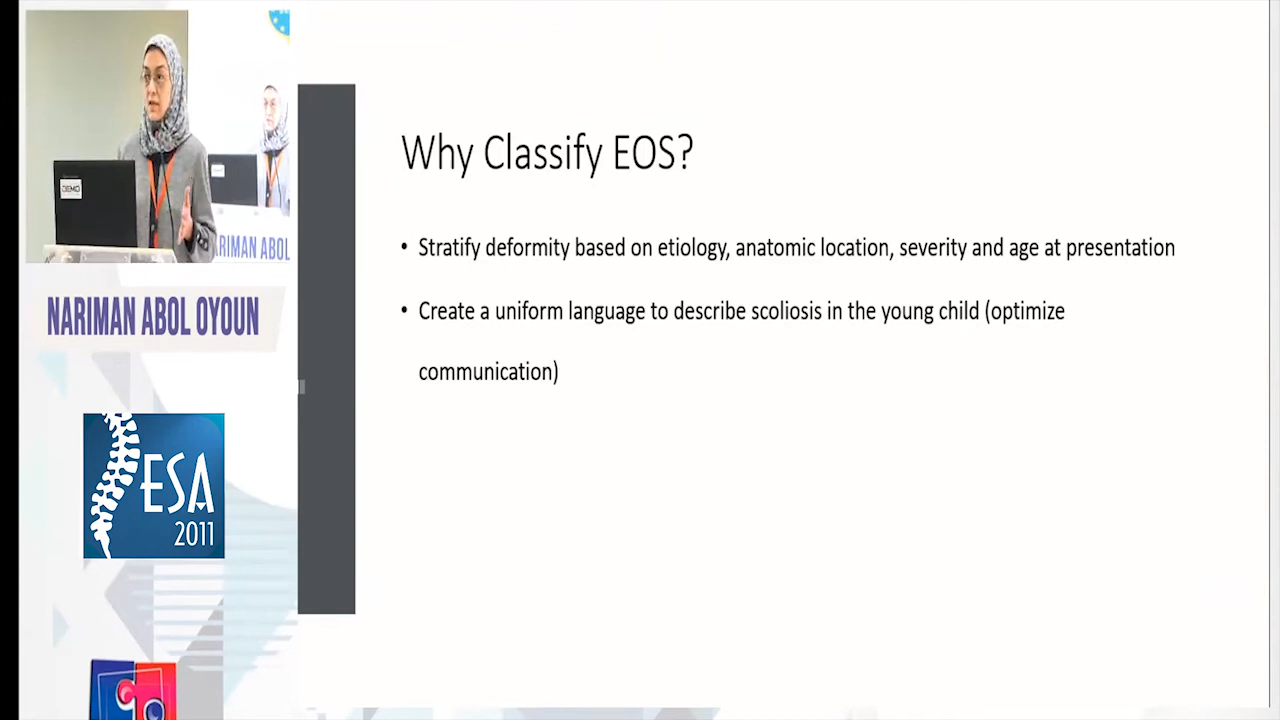 DEMO
RIMAN ABOL
NARIMAN ABOL OYOUN
ESA
2011
Why Classify EOS?
• Stratify deformity based on etiology, anatomic location, severity and age at presentation
• Create a uniform language to describe scoliosis in the young child (optimize
communication)